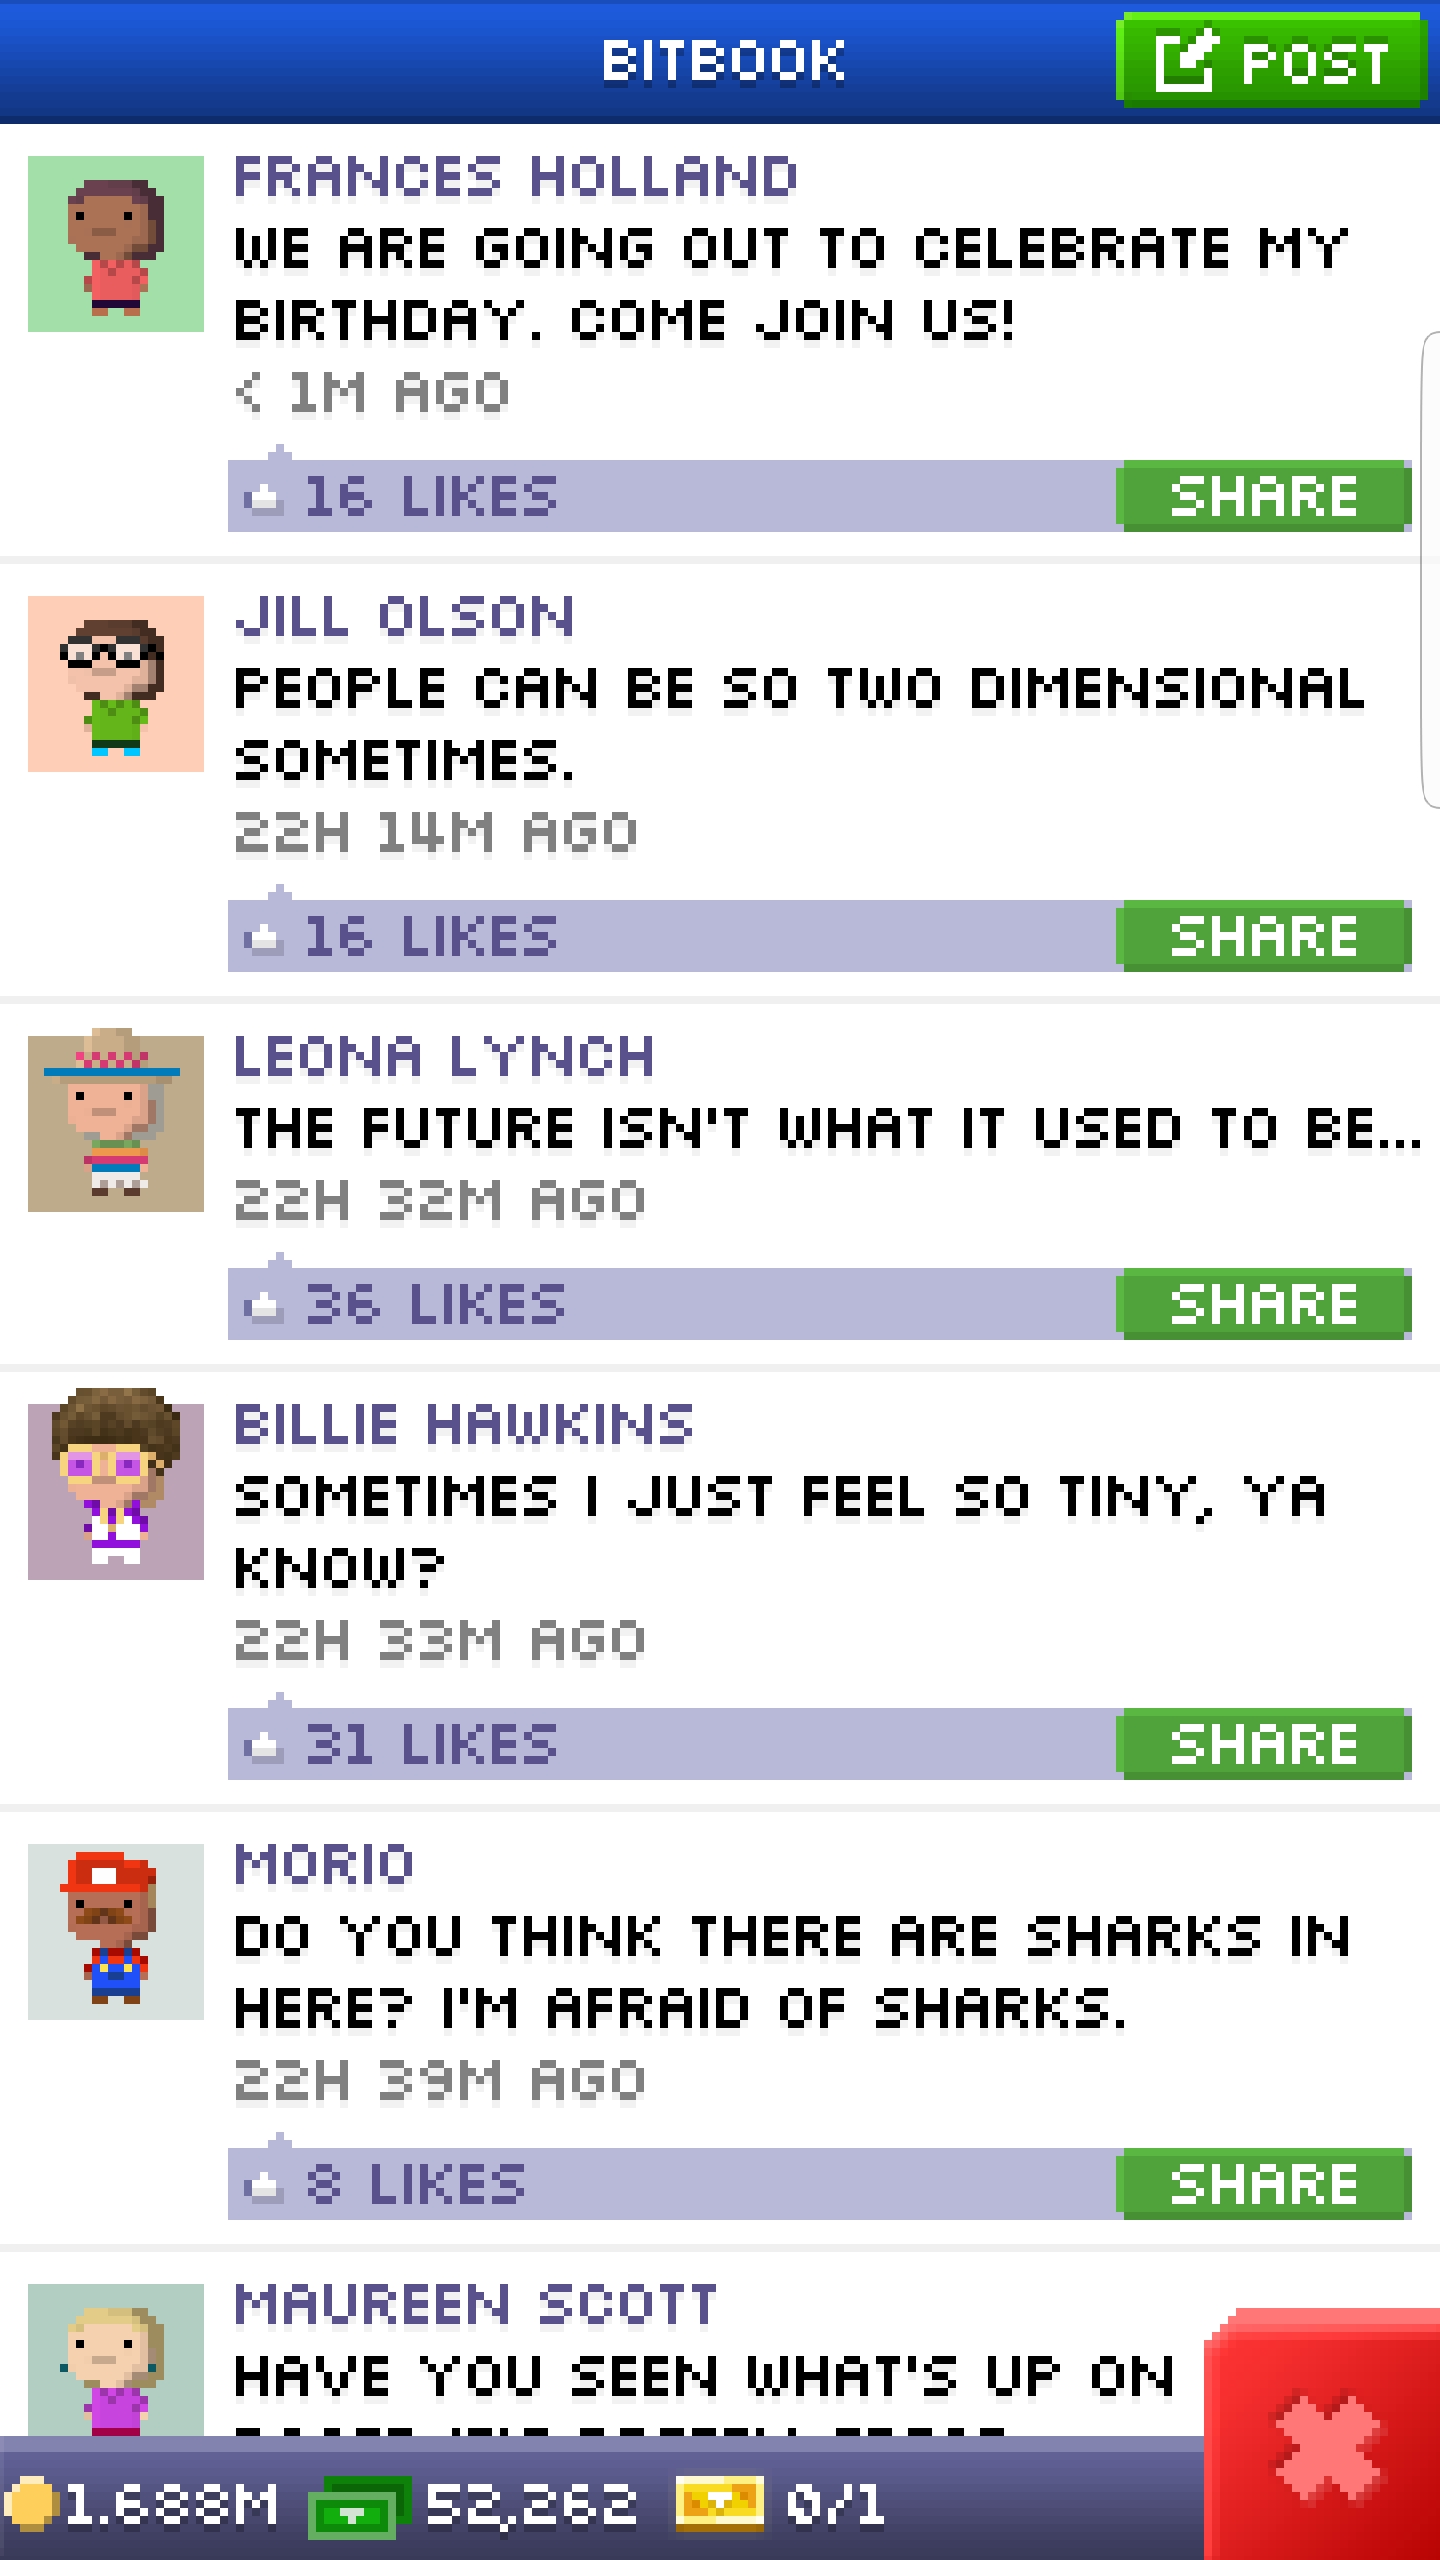 BITBOOK
POST
FRANCES HOLLAND
WE ARE GOING OUT TO CELEBRATE MY
BIRTHDAY. COME JOIN US!
< 1M AGO
16 LIKES
SHARE
JILL OLSON
PEOPLE CAN BE SO TWO DIMENSIONAL
SOMETIMES.
22H 14M AGO
16 LIKES
SHARE
LEONA LYNCH
THE FUTURE ISN'T WHAT IT USED TO BE...
22H 32M AGO
36 LIKES
SHARE
BILLIE HAWKINS
SOMETIMES I JUST FEEL SO TINY, YA
KNOW?
22H 33M AGO
31 LIKES
SHARE
MORIO
DO YOU THINK THERE ARE SHARKS IN
HERE? I'M AFRAID OF SHARKS.
22H 39M AGO
8 LIKES
SHARE
MAUREEN SCOTT
HAVE YOU SEEN WHAT'S UP ON
1.688M 52,262 0/1